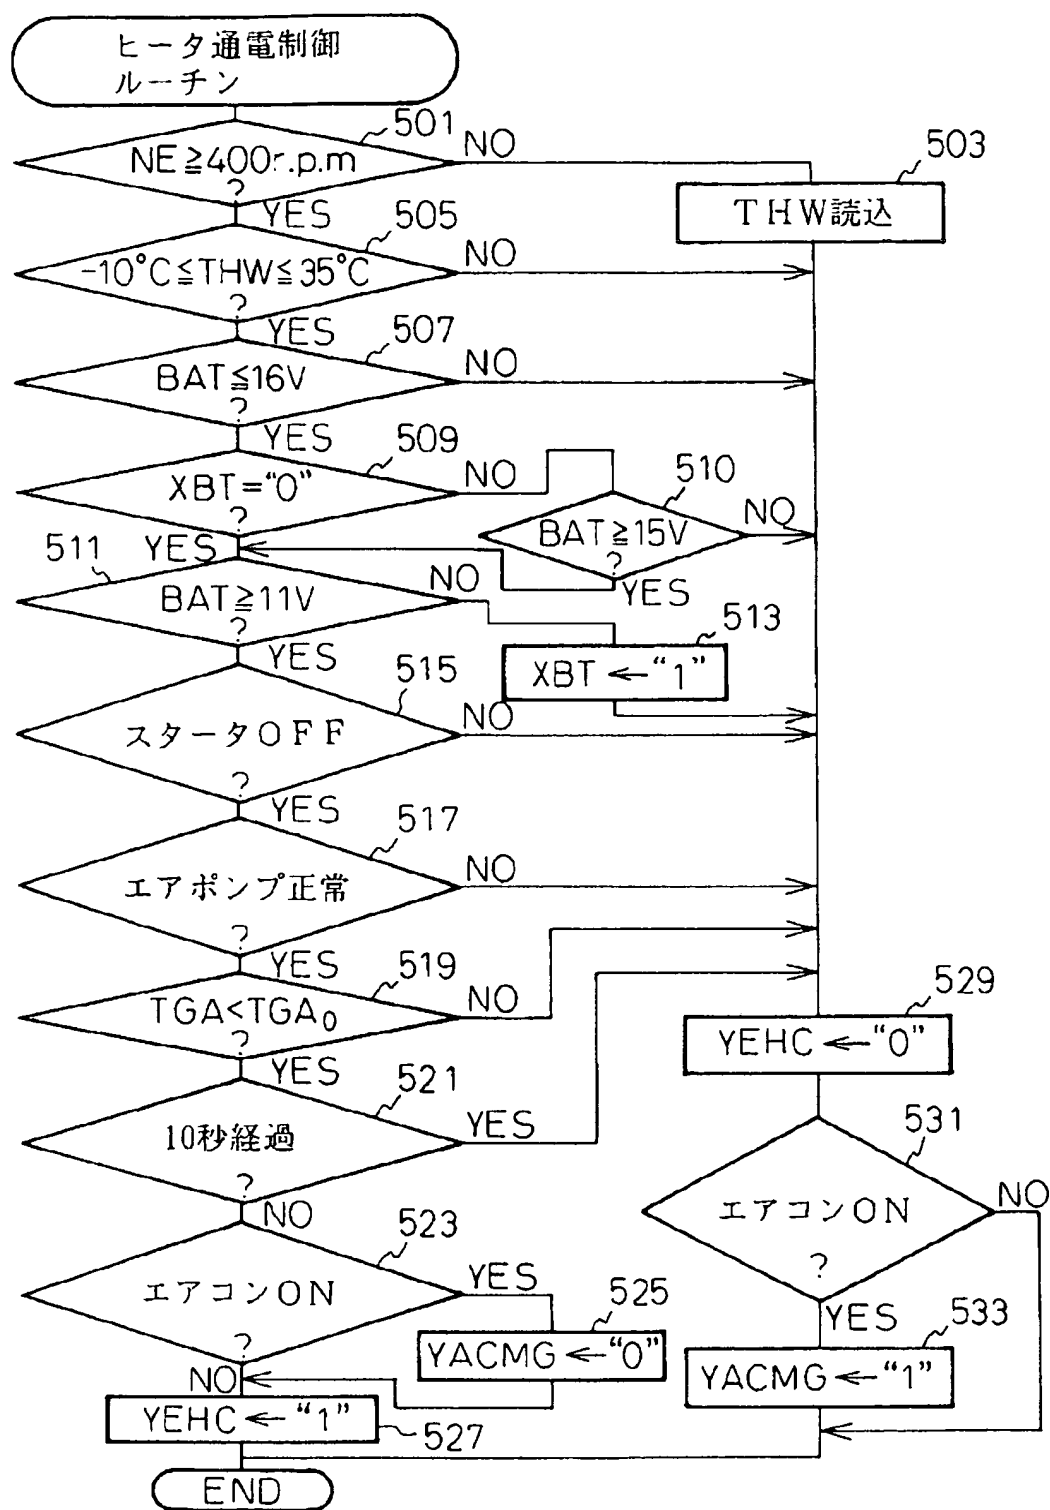 ヒータ通電制御
ルーチン
501
NE≧400r.p.m
?
NO
503
THW読込
YES
505
-10°C≦THW≦35°C
?
NO
YES
507
BAT≦16V
?
NO
YES
509
XBT="0"
?
NO
510
BAT≧15V
?
NO
YES
YES
511
BAT≧11V
?
NO
513
XBT←"1"
YES
515
スタータOFF
?
NO
YES
517
エアポンプ正常
?
NO
YES
519
TGA<TGA₀
?
NO
529
YEHC←"0"
YES
521
10秒経過
?
YES
531
エアコンON
?
NO
NO
523
エアコンON
?
YES
525
YACMG←"0"
YES
533
YACMG←"1"
NO
YEHC←"1"
527
END